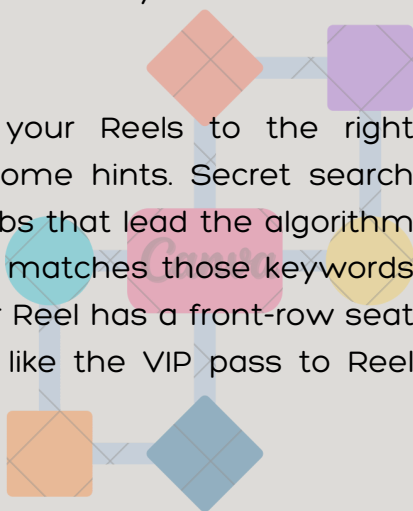 your Reels to the right
ome hints. Secret search
bs that lead the algorithm
matches those keywords
Reel has a front-row seat
like the VIP pass to Reel
Canva